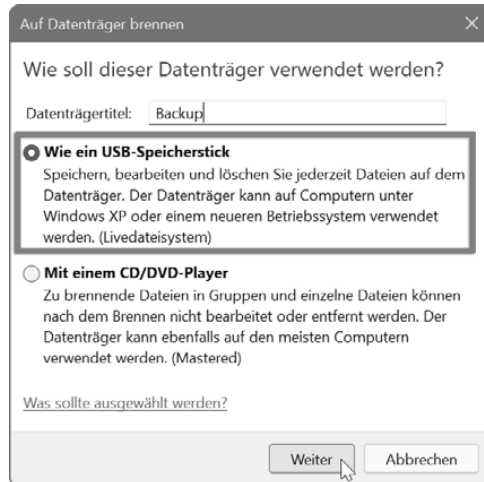 Auf Datenträger brennen
Wie soll dieser Datenträger verwendet werden?
Datenträgertitel: Backup
Wie ein USB-Speicherstick
Speichern, bearbeiten und löschen Sie jederzeit Dateien auf dem
Datenträger. Der Datenträger kann auf Computern unter
Windows XP oder einem neueren Betriebssystem verwendet
werden. (Livedateisystem)
Mit einem CD/DVD-Player
Zu brennende Dateien in Gruppen und einzelne Dateien können
nach dem Brennen nicht bearbeitet oder entfernt werden. Der
Datenträger kann ebenfalls auf den meisten Computern
verwendet werden. (Mastered)
Was sollte ausgewählt werden?
Weiter Abbrechen